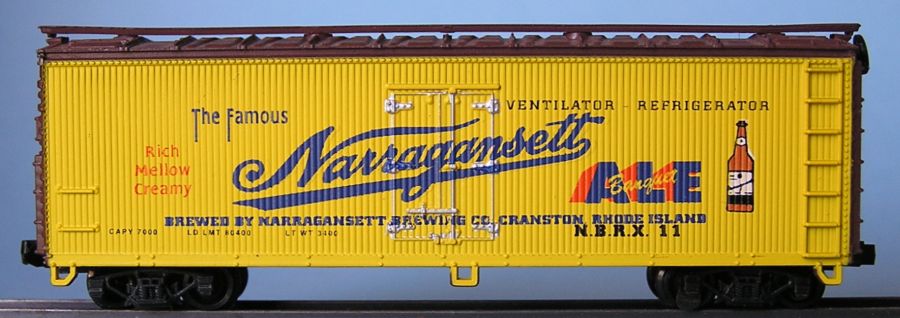 The Famous
VENTILATOR - REFRIGERATOR
Rich
Mellow
Creamy
Narragansett
Banquet
ALE
BREWED BY NARRAGANSETT BREWING CO. CRANSTON, RHODE ISLAND
CAPY 7000 LD LMT 80400 LT WT 3400
N.B.R.X. 11